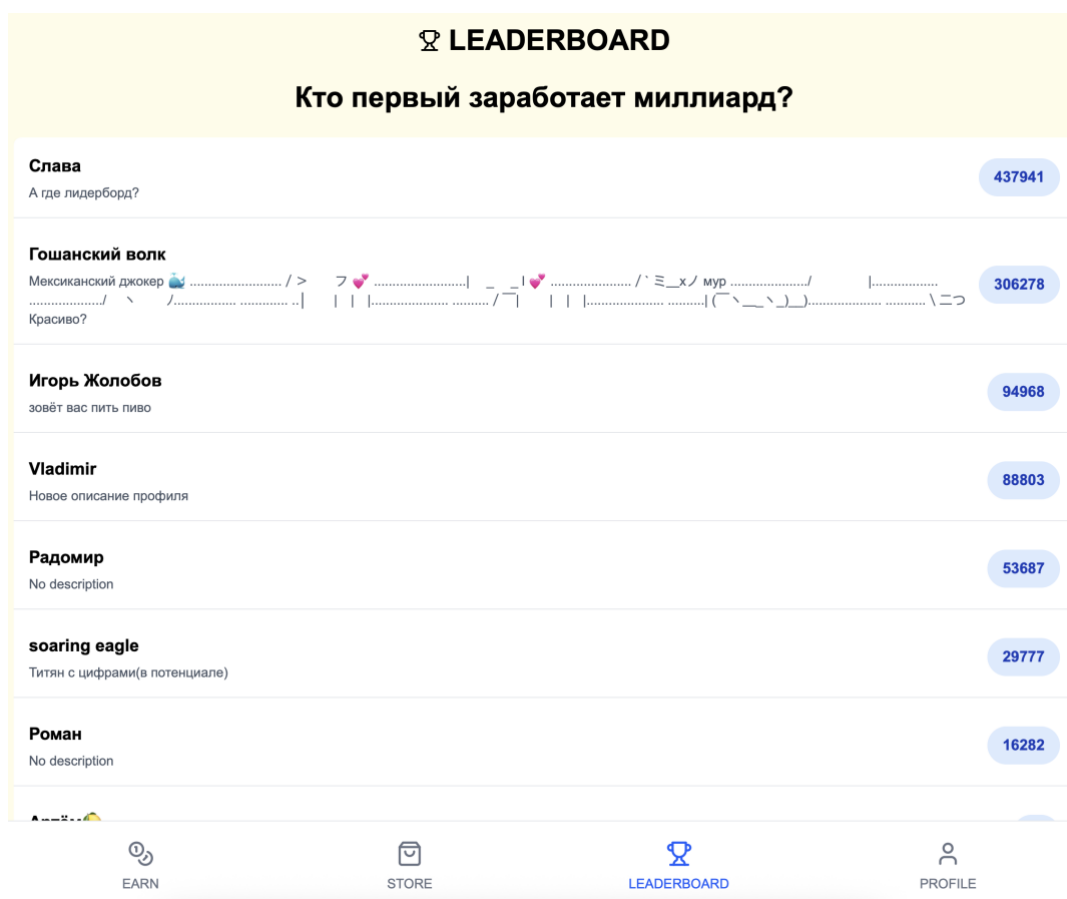 LEADERBOARD
Кто первый заработает миллиард?
Слава
А где лидерборд?
437941
Гошанский волк
Мексиканский джокер 🐳 ....................... / > フ 💕 .......................| _ _ l 💕 .................... / ` ミ__xノ мур ..................../ |.................
.................../ ヽ ﾉ................ ............. ..⎜ | | |................... .......... / ￣| | | |................ .........| (￣ヽ__ヽ_)__).................. .......... \ 二つ
Красиво?
306278
Игорь Жолобов
зовёт вас пить пиво
94968
Vladimir
Новое описание профиля
88803
Радомир
No description
53687
soaring eagle
Титян с цифрами(в потенциале)
29777
Роман
No description
16282
EARN
STORE
LEADERBOARD
PROFILE